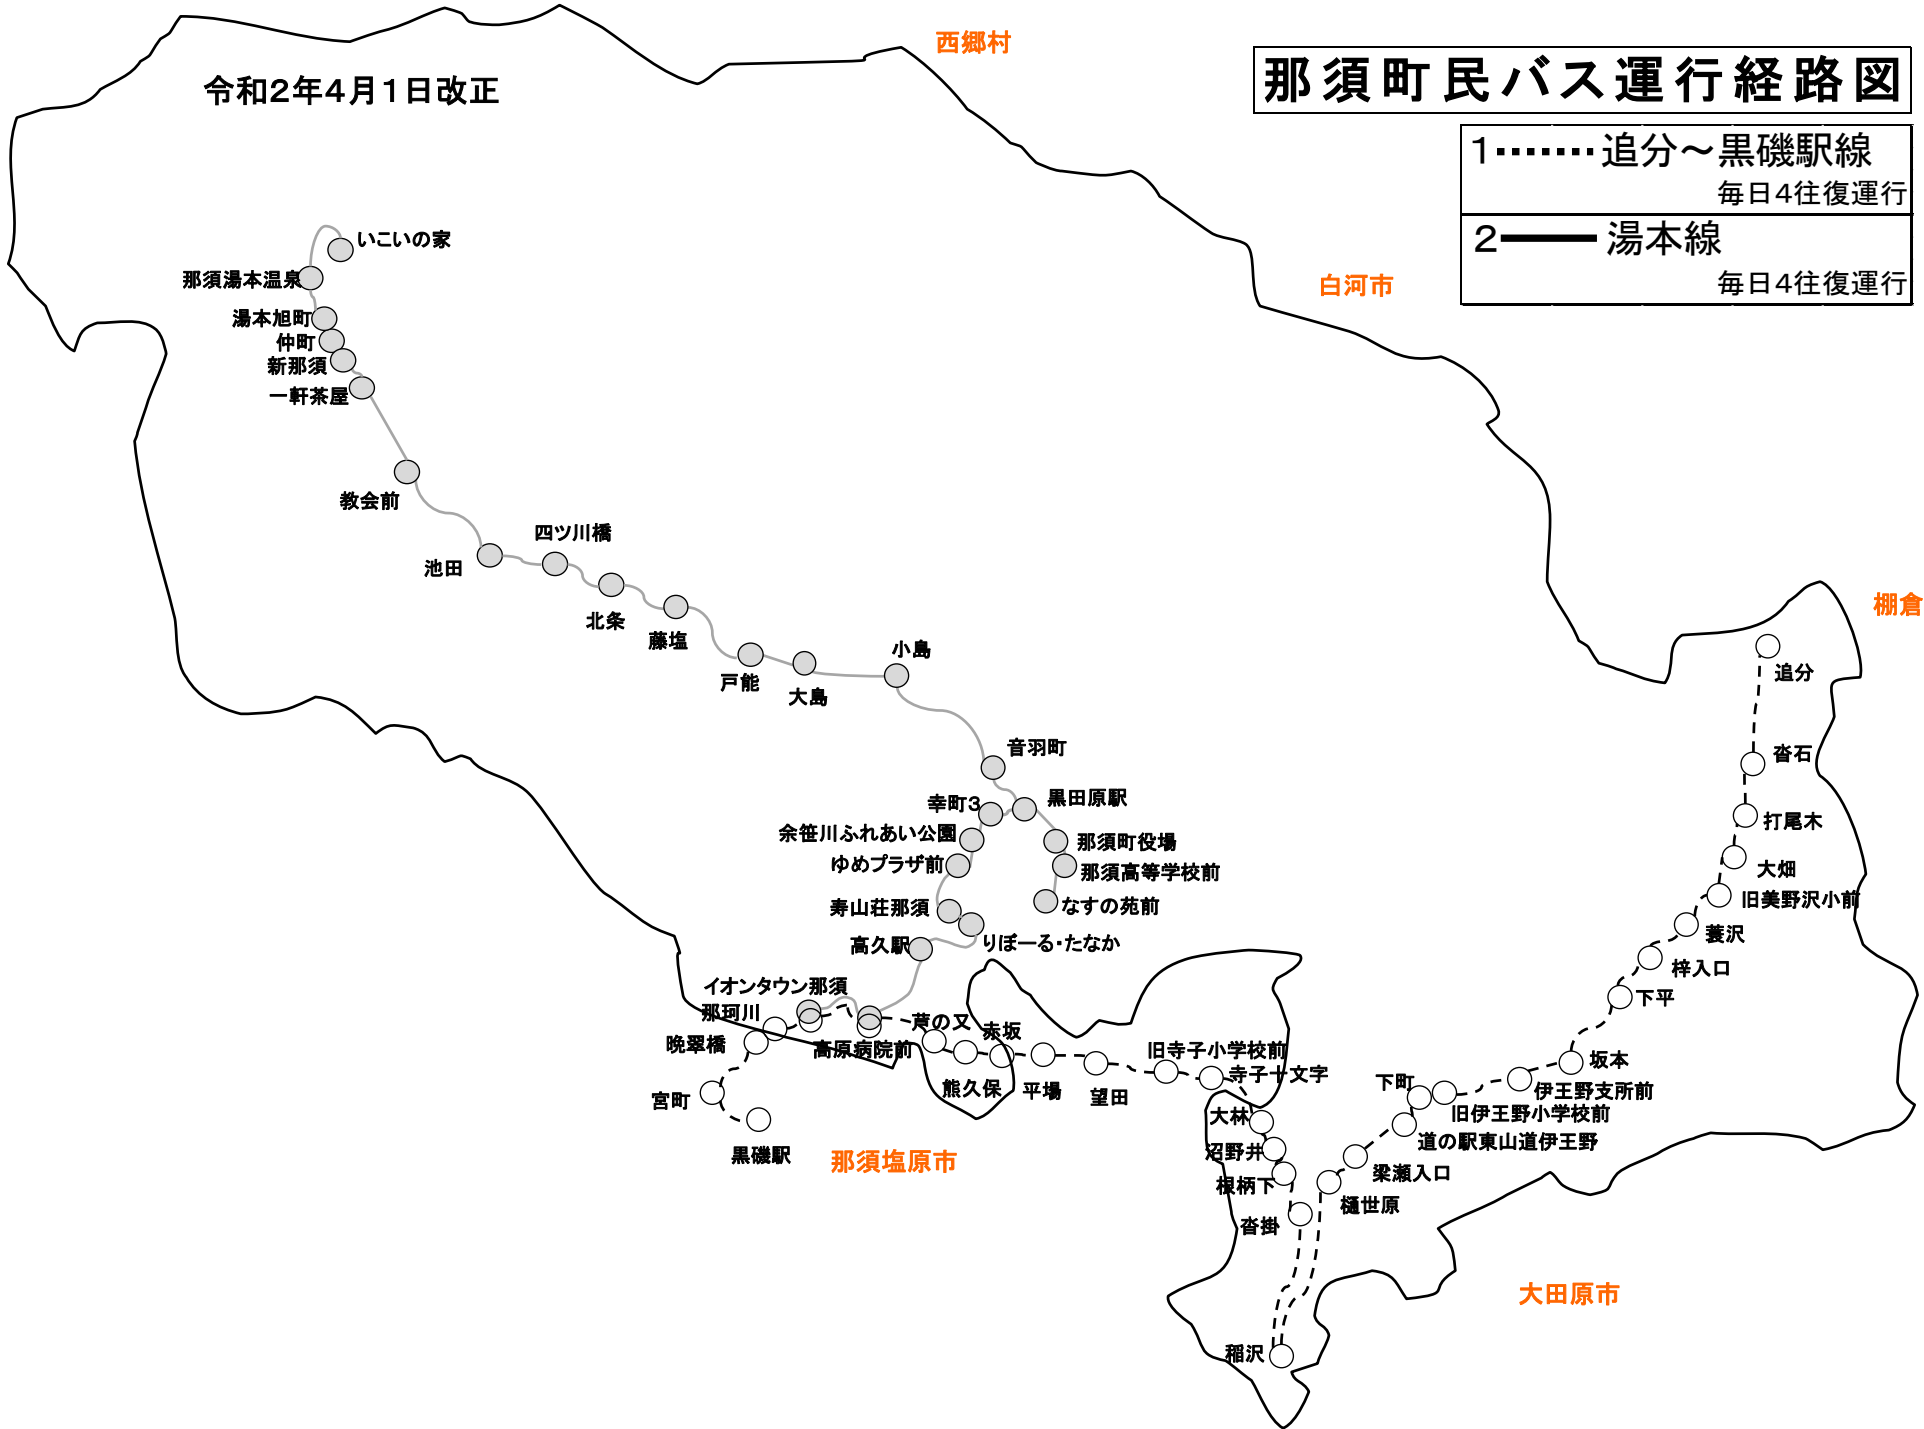 西郷村
那須町民バス運行経路図
令和2年4月1日改正
1 追分～黒磯駅線
毎日4往復運行
2 湯本線
毎日4往復運行
いこいの家
那須湯本温泉
白河市
湯本旭町
仲町
新那須
一軒茶屋
教会前
四ツ川橋
池田
棚倉
北条
藤塩
小島
追分
戸能
大島
音羽町
沓石
幸町3
黒田原駅
打尾木
余笹川ふれあい公園
那須町役場
ゆめプラザ前
那須高等学校前
大畑
寿山荘那須
なすの苑前
旧美野沢小前
高久駅
りぼーる・たなか
蓑沢
梓入口
イオンタウン那須
下平
那珂川
芦の又
赤坂
晩翠橋
高原病院前
旧寺子小学校前
坂本
寺子十文字
下町
伊王野支所前
宮町
熊久保
平場
望田
大林
旧伊王野小学校前
道の駅東山道伊王野
黒磯駅
那須塩原市
沼野井
梁瀬入口
根柄下
樋世原
沓掛
大田原市
稲沢